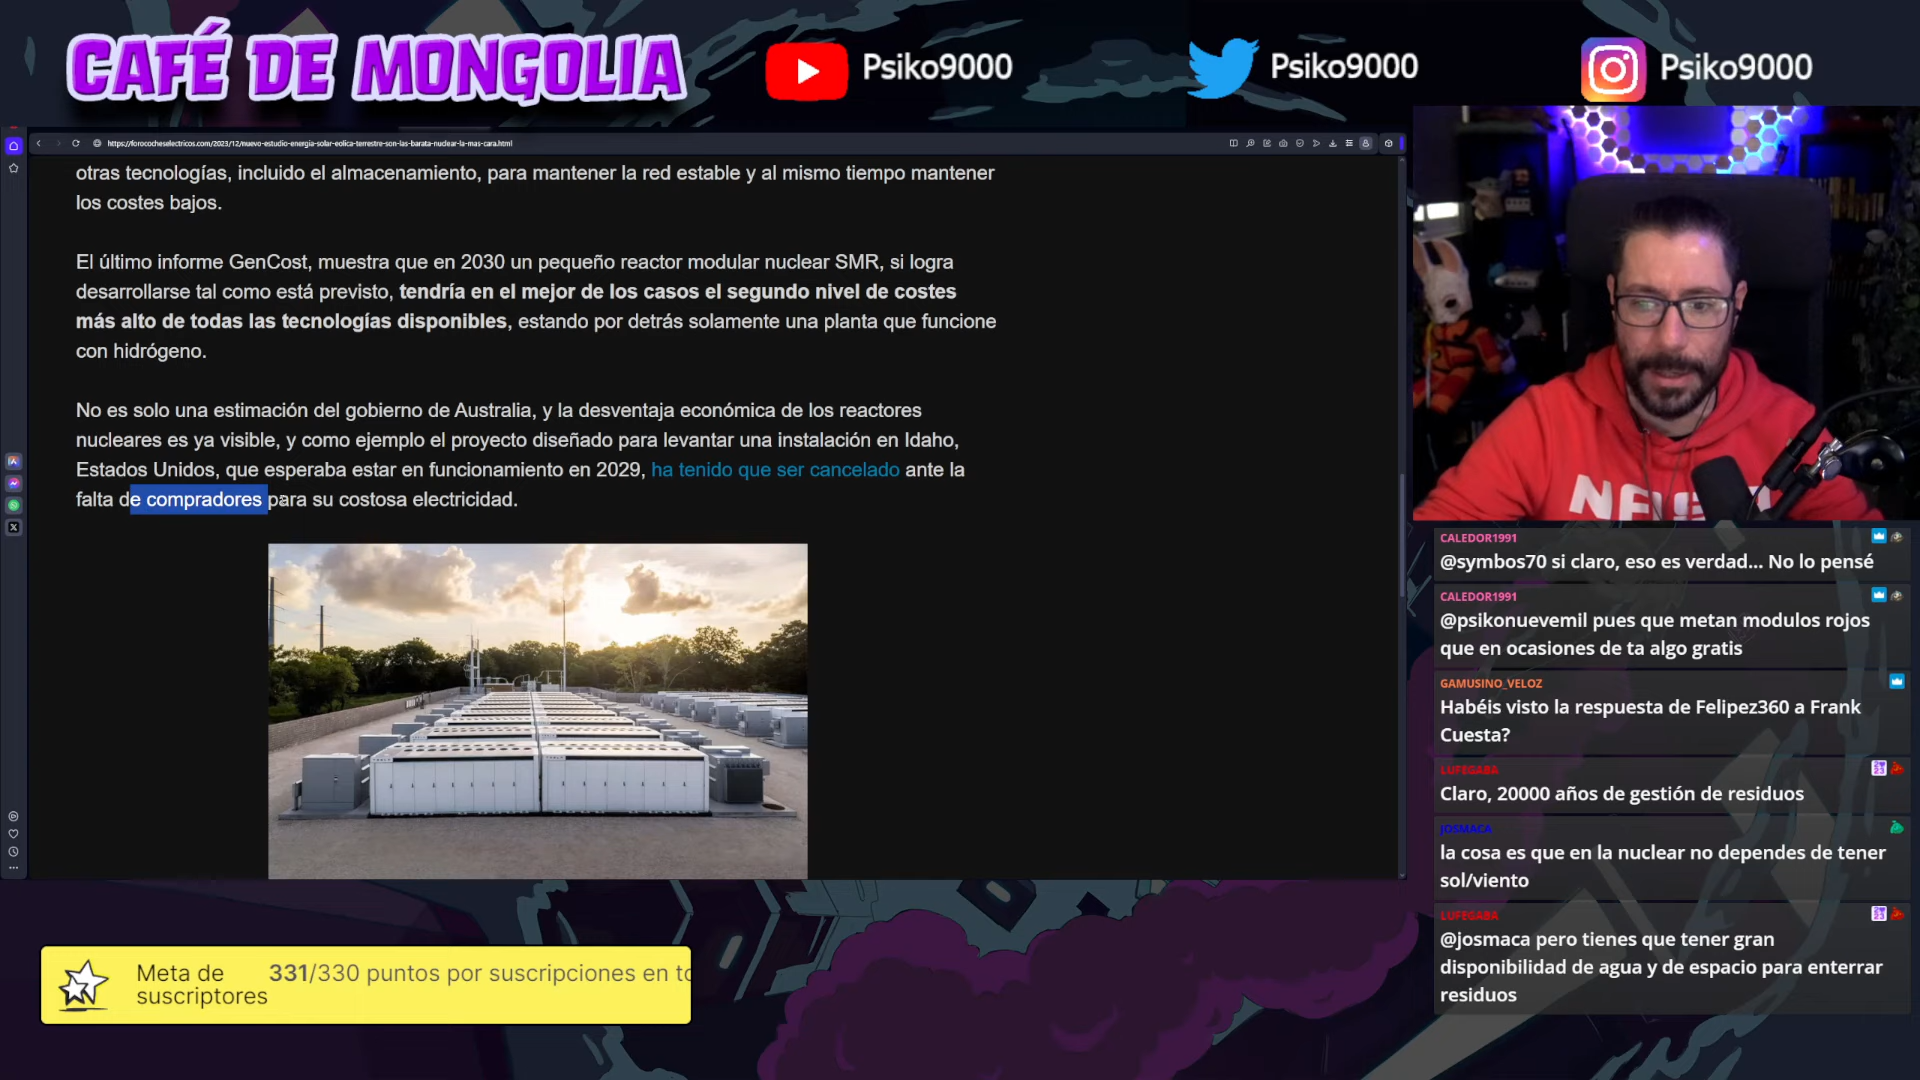 CAFÉ DE MONGOLIA
Psiko9000
Psiko9000
Psiko9000
https://forococheselectricos.com/2023/12/nuevo-estudio-energia-solar-eolica-terrestre-son-las-barata-nuclear-la-mas-cara.html
otras tecnologías, incluido el almacenamiento, para mantener la red estable y al mismo tiempo mantener
los costes bajos.
El último informe GenCost, muestra que en 2030 un pequeño reactor modular nuclear SMR, si logra
desarrollarse tal como está previsto, tendría en el mejor de los casos el segundo nivel de costes
más alto de todas las tecnologías disponibles, estando por detrás solamente una planta que funcione
con hidrógeno.
No es solo una estimación del gobierno de Australia, y la desventaja económica de los reactores
nucleares es ya visible, y como ejemplo el proyecto diseñado para levantar una instalación en Idaho,
Estados Unidos, que esperaba estar en funcionamiento en 2029, ha tenido que ser cancelado ante la
falta de compradores para su costosa electricidad.
CALEDOR1991
@symbos70 si claro, eso es verdad... No lo pensé
CALEDOR1991
@psikonuevemil pues que metan modulos rojos
que en ocasiones de ta algo gratis
GAMUSINO_VELOZ
Habéis visto la respuesta de Felipez360 a Frank
Cuesta?
LUFEGABA
Claro, 20000 años de gestión de residuos
JOSMACA
la cosa es que en la nuclear no dependes de tener
sol/viento
LUFEGABA
@josmaca pero tienes que tener gran
disponibilidad de agua y de espacio para enterrar
residuos
Meta de
suscriptores
331/330 puntos por suscripciones en to